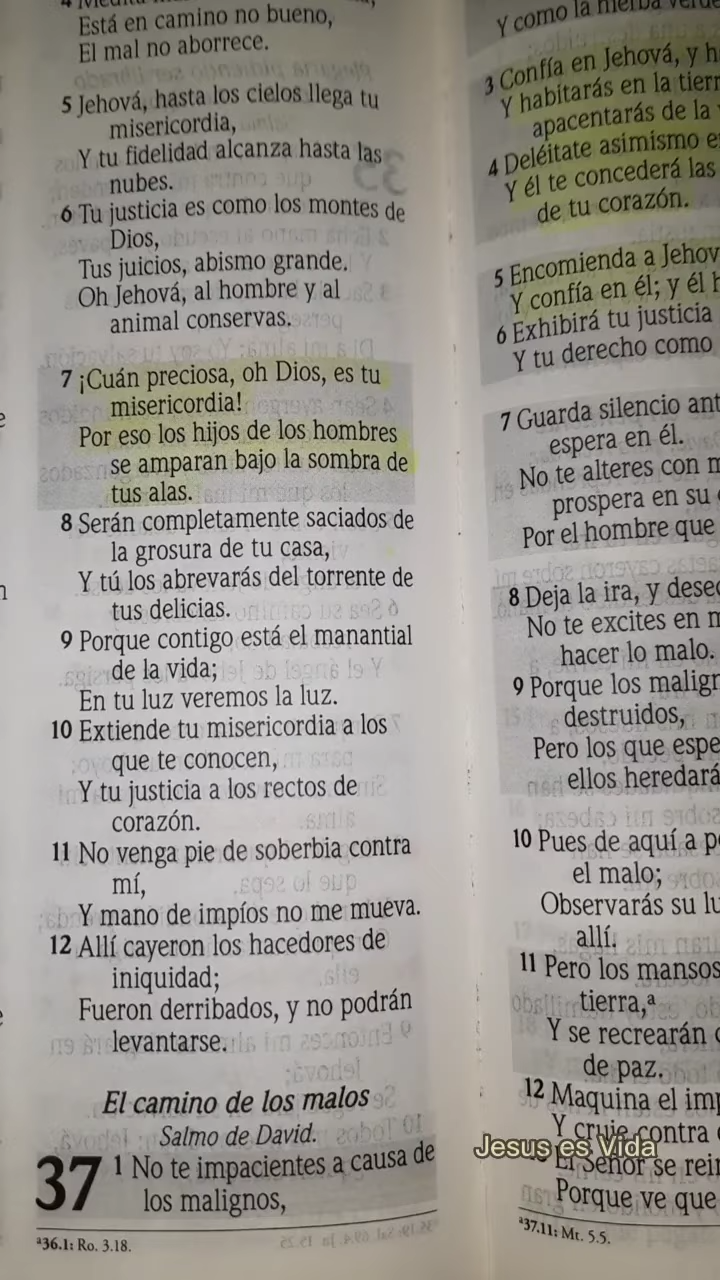 Está en camino no bueno,
El mal no aborrece.
5 Jehová, hasta los cielos llega tu
misericordia,
Y tu fidelidad alcanza hasta las
nubes.
6 Tu justicia es como los montes de
Dios,
Tus juicios, abismo grande.
Oh Jehová, al hombre y al
animal conservas.
7 ¡Cuán preciosa, oh Dios, es tu
misericordia!
Por eso los hijos de los hombres
se amparan bajo la sombra de
tus alas.
8 Serán completamente saciados de
la grosura de tu casa,
Y tú los abrevarás del torrente de
tus delicias.
9 Porque contigo está el manantial
de la vida;
En tu luz veremos la luz.
10 Extiende tu misericordia a los
que te conocen,
Y tu justicia a los rectos de
corazón.
11 No venga pie de soberbia contra
mí,
Y mano de impíos no me mueva.
12 Allí cayeron los hacedores de
iniquidad;
Fueron derribados, y no podrán
levantarse.
El camino de los malos
Salmo de David.
37 1 No te impacientes a causa de
los malignos,
a36.1: Ro. 3.18.
Y como la hierba
3 Confía en Jehová, y
Y habitarás en la
apacentarás de la
4 Deléitate asimismo
Y él te concederá las
de tu corazón.
5 Encomienda a
Y confía en él; y él
6 Exhibirá tu justicia
Y tu derecho como
7 Guarda silencio
espera en él.
No te alteres con
prospera en su
Por el hombre que
8 Deja la ira, y
No te excites en
hacer lo malo.
9 Porque los
destruidos,
Pero los que
ellos
10 Pues de aquí a
el malo;
Observarás su
allí.
11 Pero los mansos
tierra,a
Y se recrearán
de paz.
12 Maquina el
Y cruje contra
Jesus es Vida
El Señor se
Porque ve que
a37.11: Mt. 5.5.